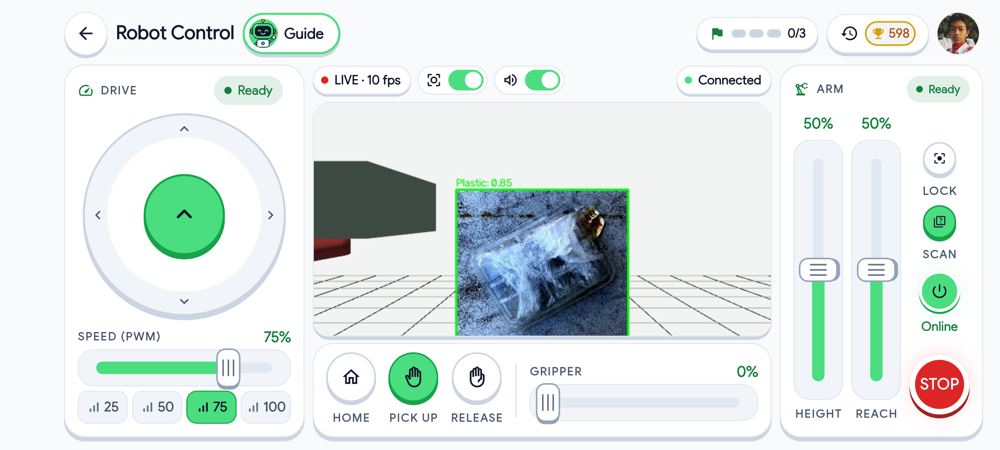 Robot Control
Guide
0/3
598
DRIVE
Ready
SPEED (PWM)
75%
25
50
75
100
LIVE · 10 fps
Connected
Plastic: 0.85
HOME
PICK UP
RELEASE
GRIPPER
0%
ARM
Ready
50%
50%
HEIGHT
REACH
LOCK
SCAN
Online
STOP